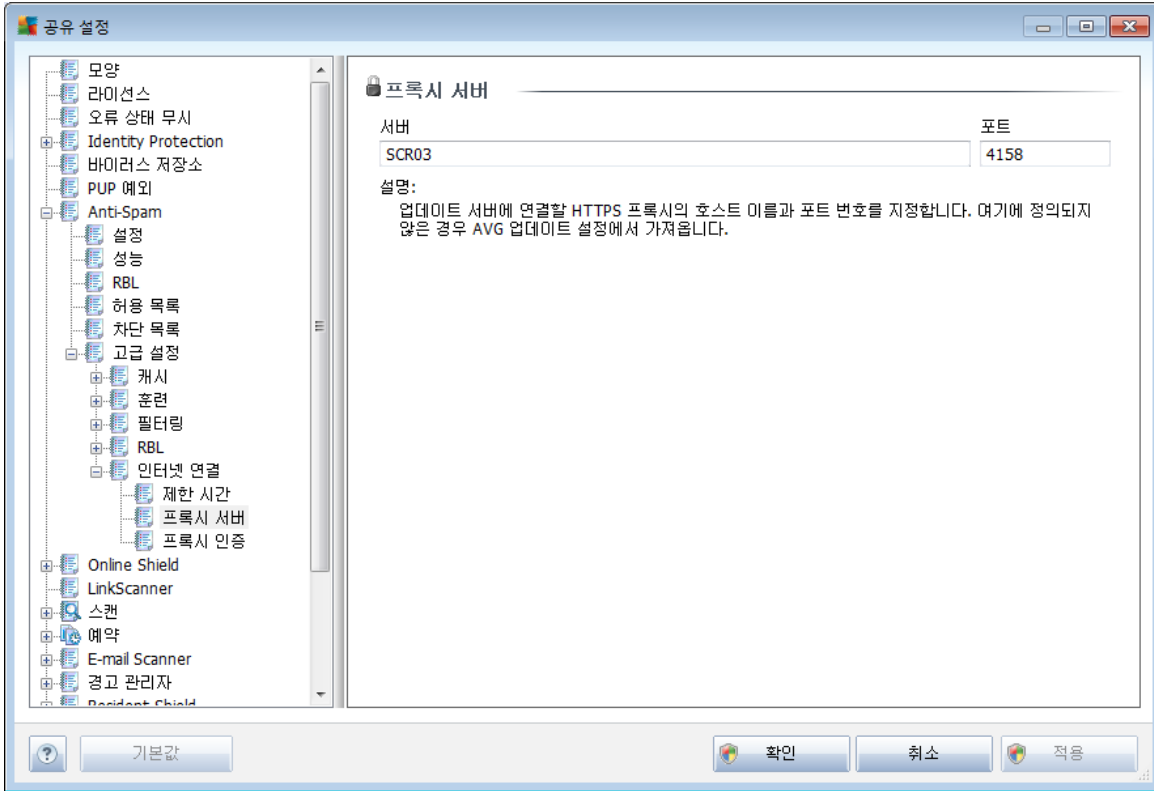 공유 설정
모양
라이선스
오류 상태 무시
Identity Protection
바이러스 저장소
PUP 예외
Anti-Spam
설정
성능
RBL
허용 목록
차단 목록
고급 설정
캐시
훈련
필터링
RBL
인터넷 연결
제한 시간
프록시 서버
프록시 인증
Online Shield
LinkScanner
스캔
예약
E-mail Scanner
경고 관리자
Resident Shield
프록시 서버
서버
포트
SCR03
4158
설명:
업데이트 서버에 연결할 HTTPS 프록시의 호스트 이름과 포트 번호를 지정합니다. 여기에 정의되지
않은 경우 AVG 업데이트 설정에서 가져옵니다.
기본값
확인
취소
적용